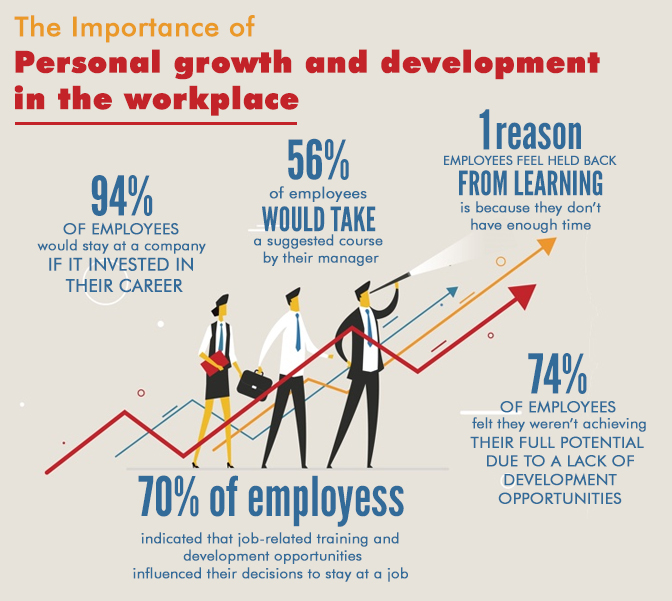 The Importance of
Personal growth and development
in the workplace
94%
OF EMPLOYEES
would stay at a company
IF IT INVESTED IN
THEIR CAREER
56%
of employees
WOULD TAKE
a suggested course
by their manager
1 reason
EMPLOYEES FEEL HELD BACK
FROM LEARNING
is because they don't
have enough time
74%
OF EMPLOYEES
felt they weren't achieving
THEIR FULL POTENTIAL
DUE TO A LACK OF
DEVELOPMENT
OPPORTUNITIES
70% of employess
indicated that job-related training and
development opportunities
influenced their decisions to stay at a job